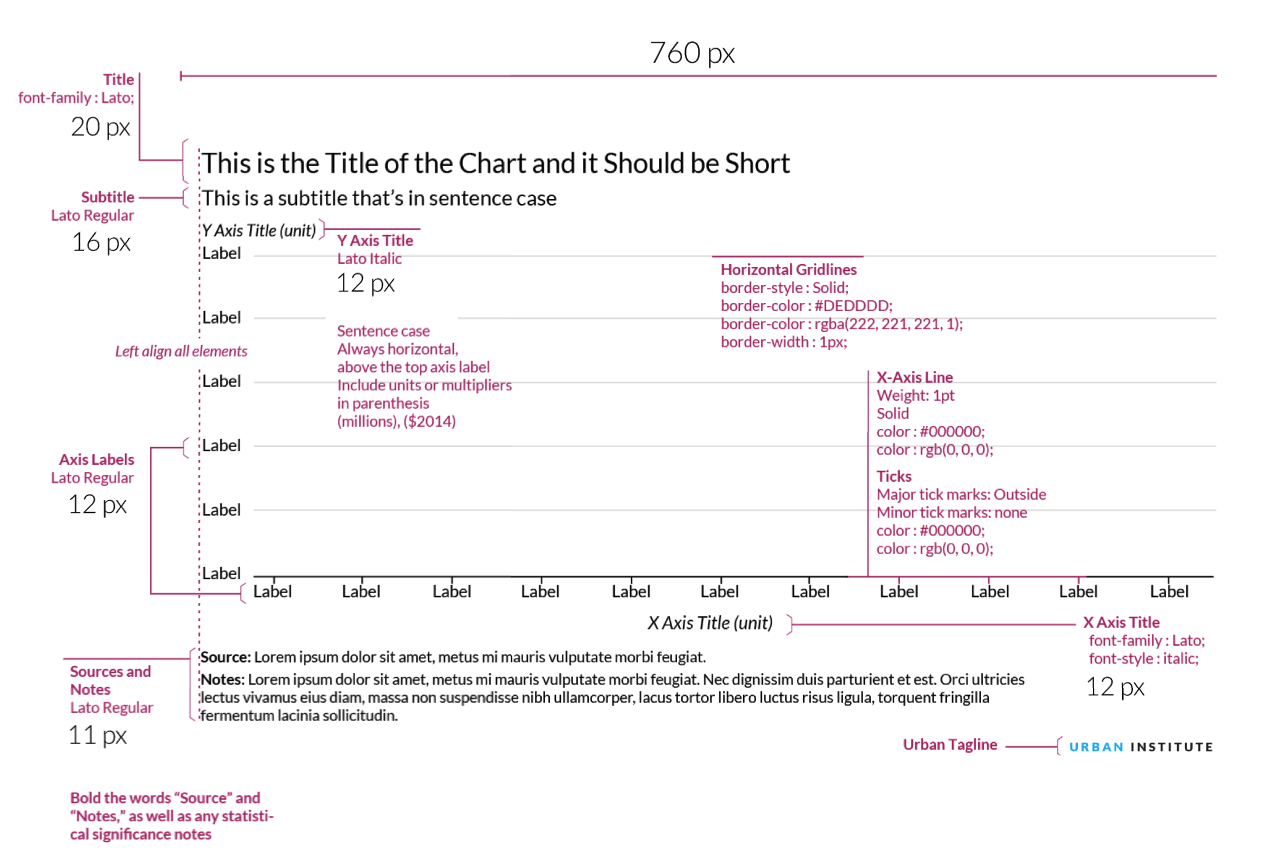 760 px
Title
font-family : Lato;
20 px
This is the Title of the Chart and it Should be Short
Subtitle
Lato Regular
16 px
This is a subtitle that's in sentence case
Y Axis Title (unit)
Y Axis Title
Lato Italic
12 px
Label
Horizontal Gridlines
border-style : Solid;
border-color : #DEDDDD;
border-color : rgba(222, 221, 221, 1);
border-width : 1px;
Label
Sentence case
Always horizontal,
above the top axis label
Include units or multipliers
in parenthesis
(millions), ($2014)
Left align all elements
Label
X-Axis Line
Weight: 1pt
Solid
color : #000000;
color : rgb(0, 0, 0);
Label
Axis Labels
Lato Regular
12 px
Ticks
Major tick marks: Outside
Minor tick marks: none
color : #000000;
color : rgb(0, 0, 0);
Label
Label
Label Label Label Label Label Label Label Label Label Label Label
X Axis Title (unit)
X Axis Title
font-family : Lato;
font-style : italic;
12 px
Sources and
Notes
Lato Regular
11 px
Source: Lorem ipsum dolor sit amet, metus mi mauris vulputate morbi feugiat.
Notes: Lorem ipsum dolor sit amet, metus mi mauris vulputate morbi feugiat. Nec dignissim duis parturient et est. Orci ultricies
lectus vivamus eius diam, massa non suspendisse nibh ullamcorper, lacus tortor libero luctus risus ligula, torquent fringilla
fermentum lacinia sollicitudin.
Urban Tagline
URBAN INSTITUTE
Bold the words “Source” and
“Notes,” as well as any statisti-
cal significance notes